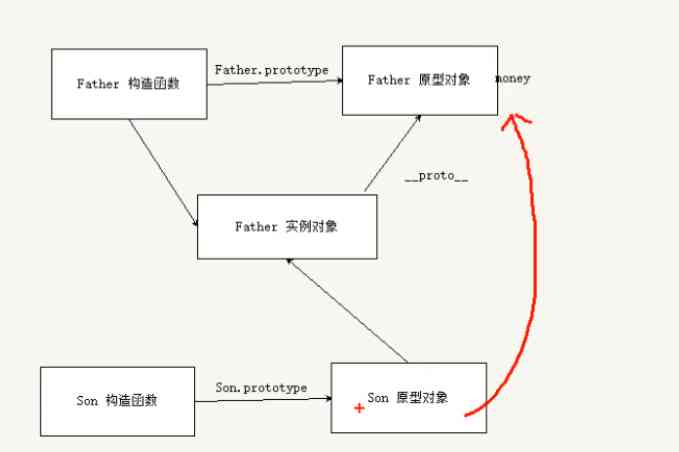 Father.prototype
Father 构造函数
Father 原型对象
money
__proto__
Father 实例对象
Son.prototype
Son 构造函数
Son 原型对象